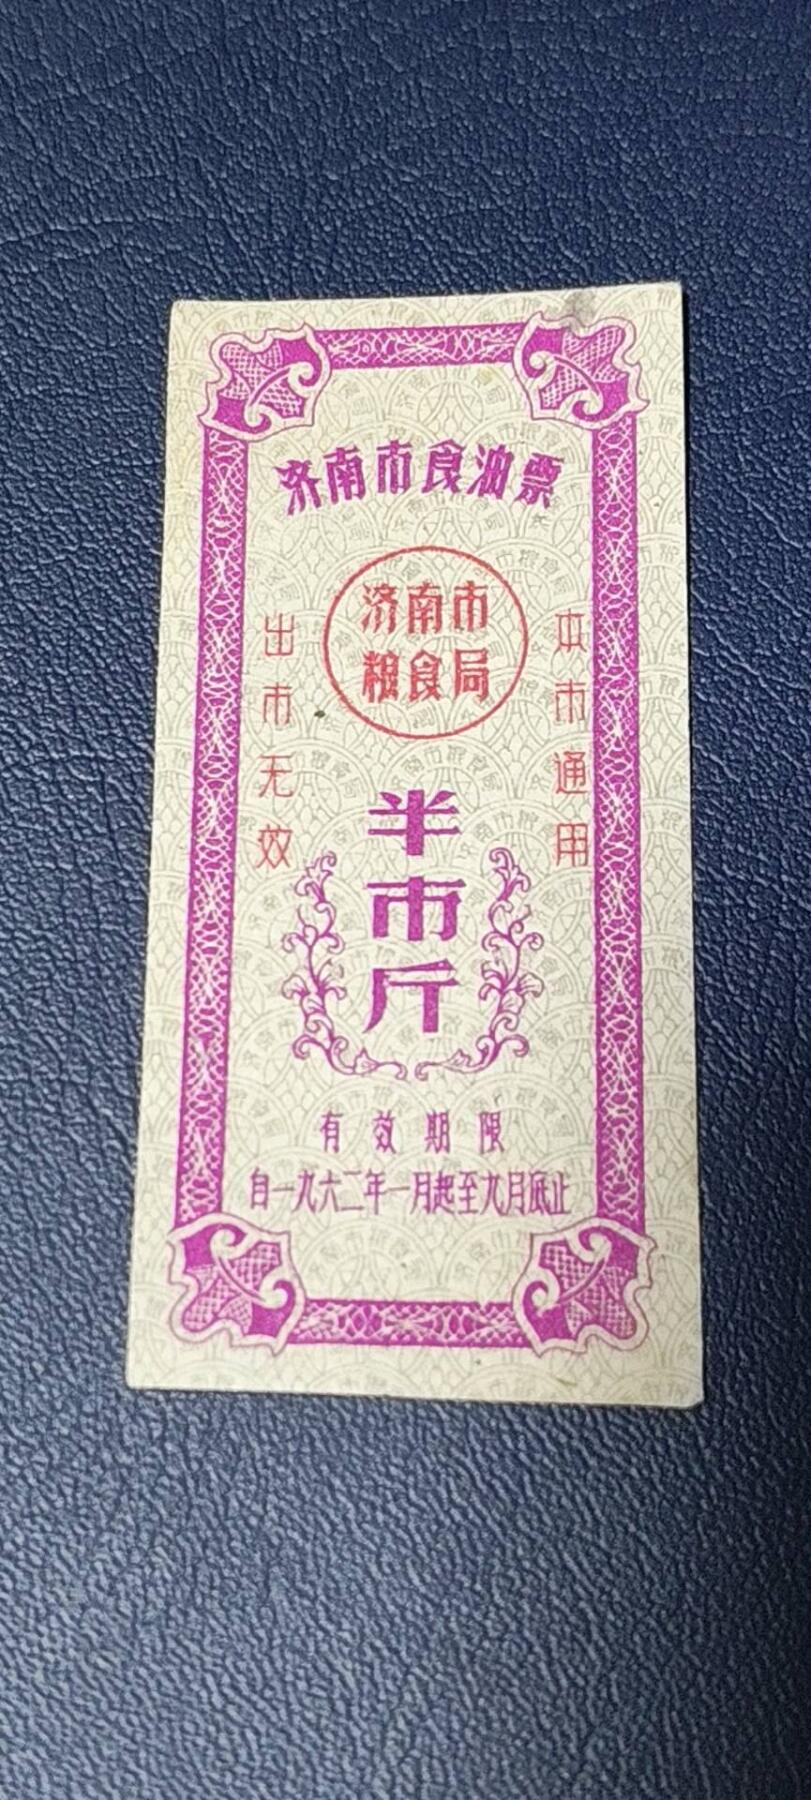 济南市食油票
济南市
粮食局
本市通用
出市无效
半市斤
有效期限
自一九六二年一月起至九月底止